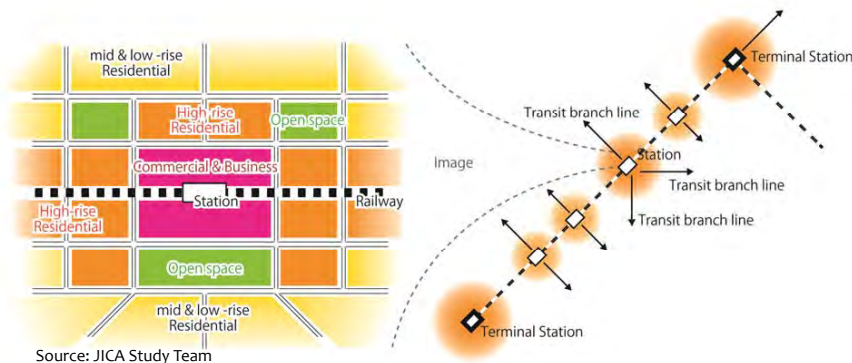 mid & low -rise
Residential
High-rise
Residential
Open space
Commercial & Business
Station
Railway
High-rise
Residential
Open space
mid & low -rise
Residential
Source: JICA Study Team
Image
Terminal Station
Transit branch line
Station
Transit branch line
Transit branch line
Terminal Station